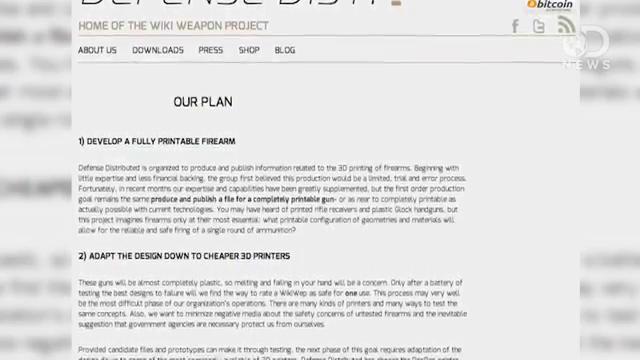 DEFENSE DIST
HOME OF THE WIKI WEAPON PROJECT
bitcoin
NEWS
ABOUT US DOWNLOADS PRESS SHOP BLOG
OUR PLAN
1) DEVELOP A FULLY PRINTABLE FIREARM
Defense Distributed is organized to produce and publish information related to the 3D printing of firearms. Beginning with
little expertise and less financial backing, the group first believed this production would be a limited, trial and error process.
Fortunately, in recent months our expertise and capabilities have been greatly supplemented, but the first order production
goal remains the same produce and publish a file for a completely printable gun- or as near to completely printable as
actually possible with current technologies. You may have heard of printed rifle receivers and plastic Glock handguns, but
this project imagines firearms only at their most essential: what printable configuration of geometries and materials will
allow for the reliable and safe firing of a single round of ammunition?
2) ADAPT THE DESIGN DOWN TO CHEAPER 3D PRINTERS
These guns will be almost completely plastic, so melting and failing in your hand will be a concern. Only after a battery of
testing the best designs to failure will we find the way to rate a WikiWep as safe for one use. This process may very well
be the most difficult phase of our organization's operations. There are many kinds of printers and many ways to test the
same concepts. Also, we want to minimize negative media about the safety concerns of untested firearms and the inevitable
suggestion that government agencies are necessary protect us from ourselves.
Provided candidate files and prototypes can make it through testing, the next phase of this goal requires adaptation of the